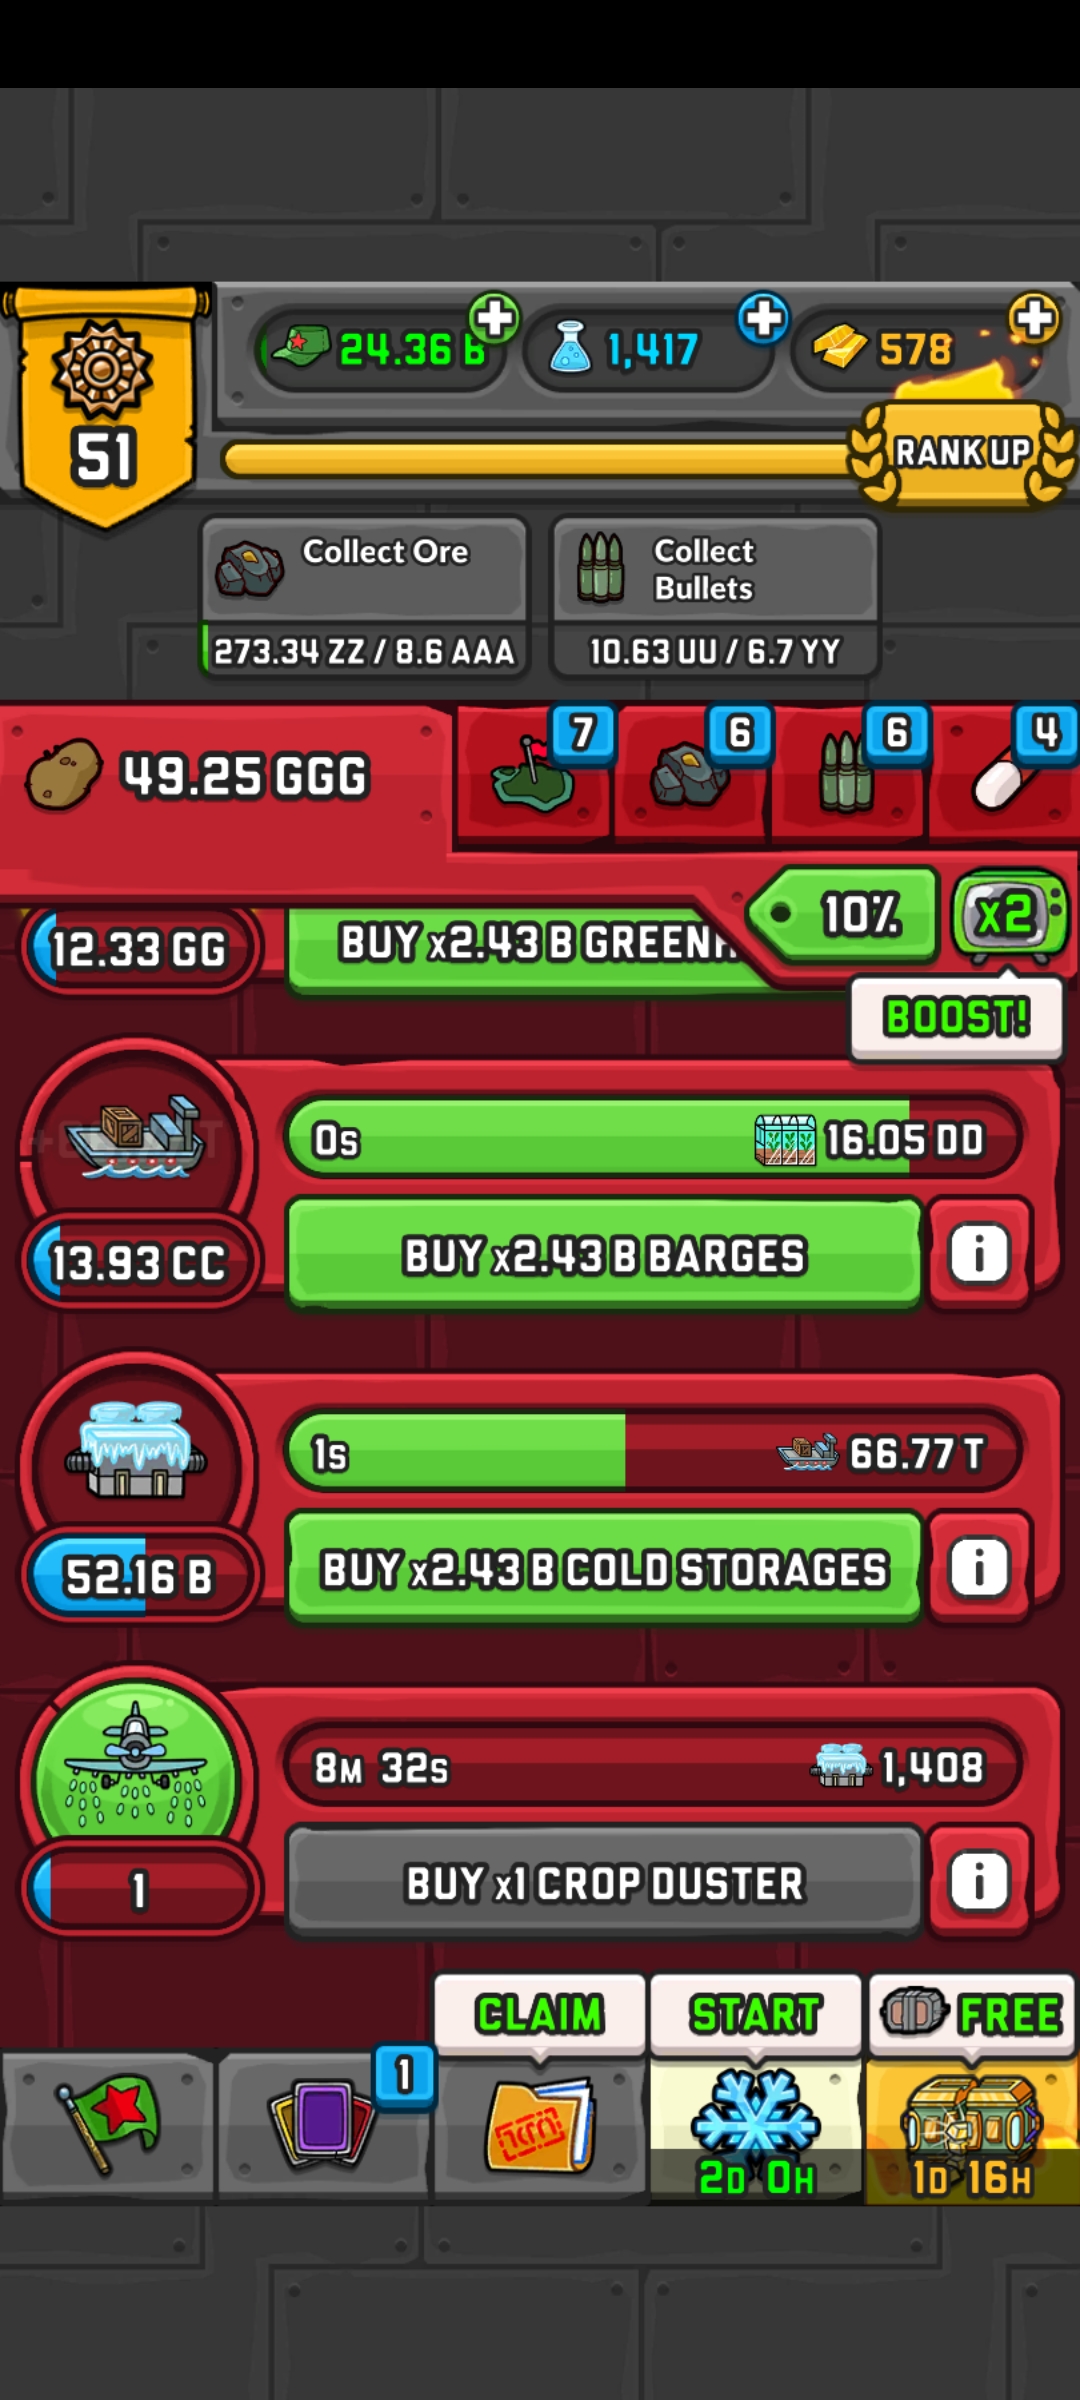 24.36 B
1,417
578
51
RANK UP
Collect Ore
273.34 ZZ / 8.6 AAA
Collect
Bullets
10.63 UU / 6.7 YY
49.25 GGG
7
6
6
4
10%
x2
BOOST!
12.33 GG
BUY x2.43 B GREENH
0s
16.05 DD
13.93 CC
BUY x2.43 B BARGES
i
1s
66.77 T
52.16 B
BUY x2.43 B COLD STORAGES
i
8M 32s
1,408
1
BUY x1 CROP DUSTER
i
CLAIM
START
FREE
1
2D 0H
1D 16H